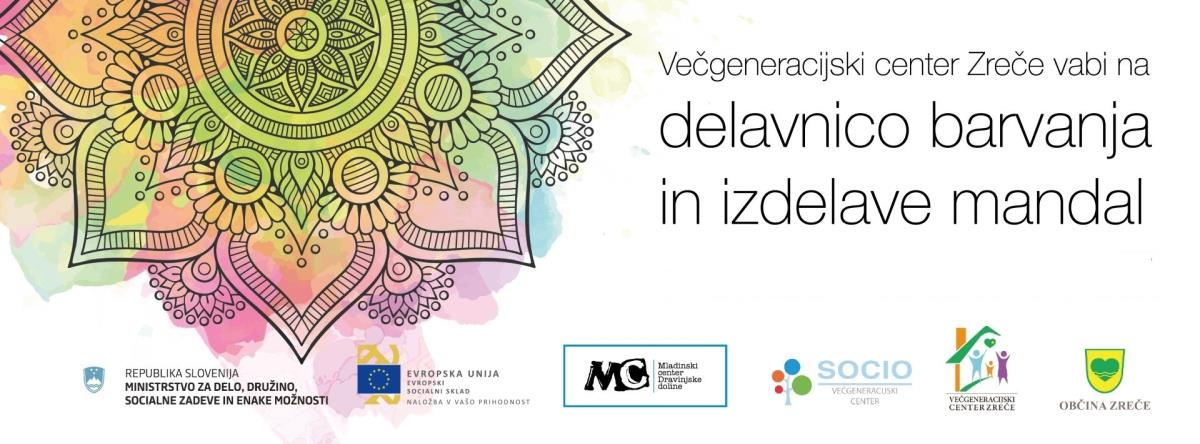 Večgeneracijski center Zreče vabi na
delavnico barvanja
in izdelave mandal
REPUBLIKA SLOVENIJA
MINISTRSTVO ZA DELO, DRUŽINO,
SOCIALNE ZADEVE IN ENAKE MOŽNOSTI
EVROPSKA UNIJA
EVROPSKI
SOCIALNI SKLAD
NALOŽBA V VAŠO PRIHODNOST
MC
Mladinski
center
Dravinjske
doline
SOCIO
VEČGENERACIJSKI
CENTER
VEČGENERACIJSKI
CENTER ZREČE
OBČINA ZREČE